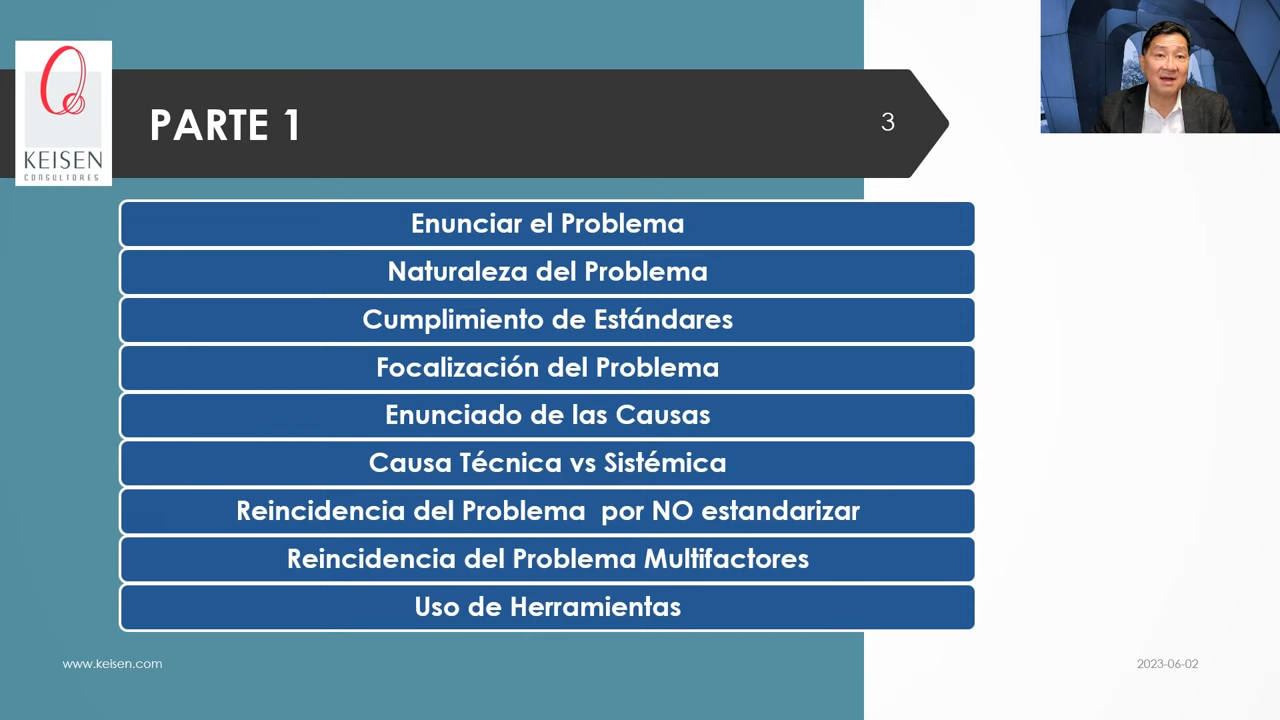 KEISEN
CONSULTORES
PARTE 1
3
Enunciar el Problema
Naturaleza del Problema
Cumplimiento de Estándares
Focalización del Problema
Enunciado de las Causas
Causa Técnica vs Sistémica
Reincidencia del Problema  por NO estandarizar
Reincidencia del Problema Multifactores
Uso de Herramientas
www.keisen.com
2023-06-02